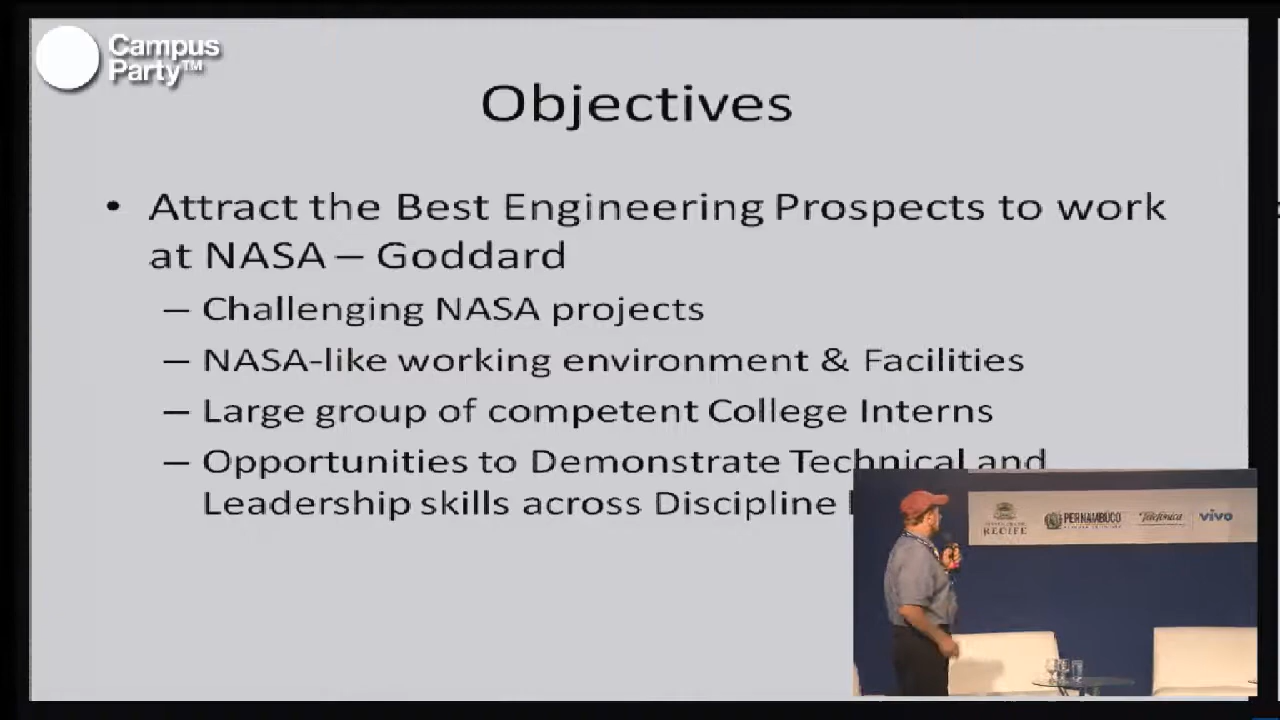 Campus
Party™
Objectives
• Attract the Best Engineering Prospects to work
at NASA – Goddard
– Challenging NASA projects
– NASA-like working environment & Facilities
– Large group of competent College Interns
– Opportunities to Demonstrate Technical and
Leadership skills across Discipline
RECIFE
PERNAMBUCO
Telefónica
vivo